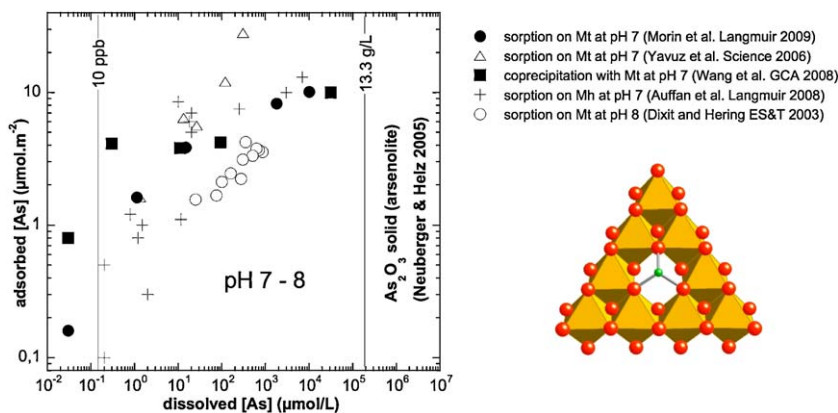 10 ppb
13.3 g/L
adsorbed [As] (µmol.m⁻²)
10
1
0,1
pH 7 - 8
As₂O₃ solid (arsenolite)
(Neuberger & Helz 2005)
10⁻² 10⁻¹ 10⁰ 10¹ 10² 10³ 10⁴ 10⁵ 10⁶ 10⁷
dissolved [As] (µmol/L)
sorption on Mt at pH 7 (Morin et al. Langmuir 2009)
sorption on Mt at pH 7 (Yavuz et al. Science 2006)
coprecipitation with Mt at pH 7 (Wang et al. GCA 2008)
sorption on Mh at pH 7 (Auffan et al. Langmuir 2008)
sorption on Mt at pH 8 (Dixit and Hering ES&T 2003)